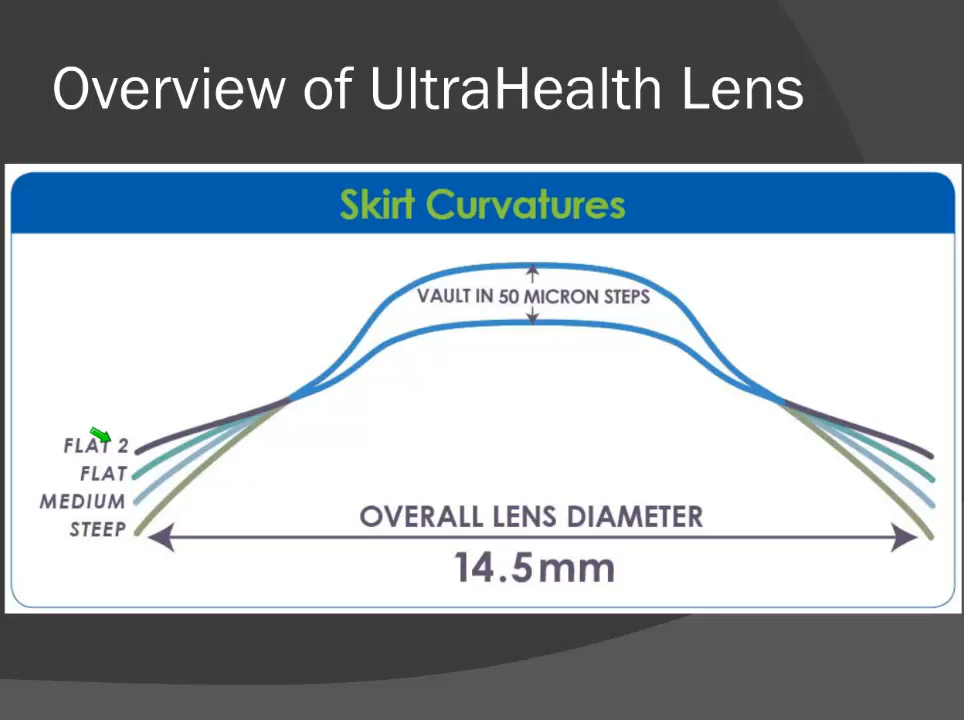 Overview of UltraHealth Lens
Skirt Curvatures
VAULT IN 50 MICRON STEPS
FLAT 2
FLAT
MEDIUM
STEEP
OVERALL LENS DIAMETER
14.5mm